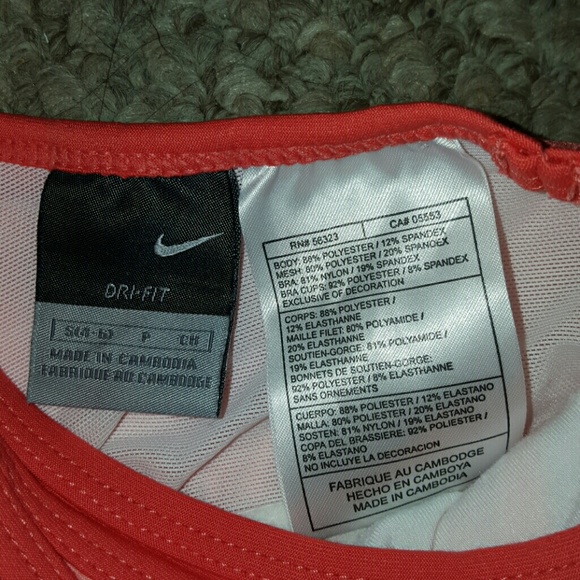 DRI-FIT
S(4-6) P CH
MADE IN CAMBODIA
FABRIQUE AU CAMBODGE
RN# 56323 CA# 05553
BODY: 88% POLYESTER / 12% SPANDEX
MESH: 80% POLYESTER / 20% SPANDEX
BRA: 81% NYLON / 19% SPANDEX
BRA CUPS: 92% POLYESTER / 8% SPANDEX
EXCLUSIVE OF DECORATION
CORPS: 88% POLYESTER /
12% ELASTHANNE
MAILLE FILET: 80% POLYAMIDE /
20% ELASTHANNE
SOUTIEN-GORGE: 81% POLYAMIDE /
19% ELASTHANNE
BONNETS DE SOUTIEN-GORGE:
92% POLYESTER / 8% ELASTHANNE
SANS ORNEMENTS
CUERPO: 88% POLIESTER / 12% ELASTANO
MALLA: 80% POLIESTER / 20% ELASTANO
SOSTEN: 81% NYLON / 19% ELASTANO
COPA DEL BRASSIERE: 92% POLIESTER /
8% ELASTANO
NO INCLUYE LA DECORACION
FABRIQUE AU CAMBODGE
HECHO EN CAMBOYA
MADE IN CAMBODIA